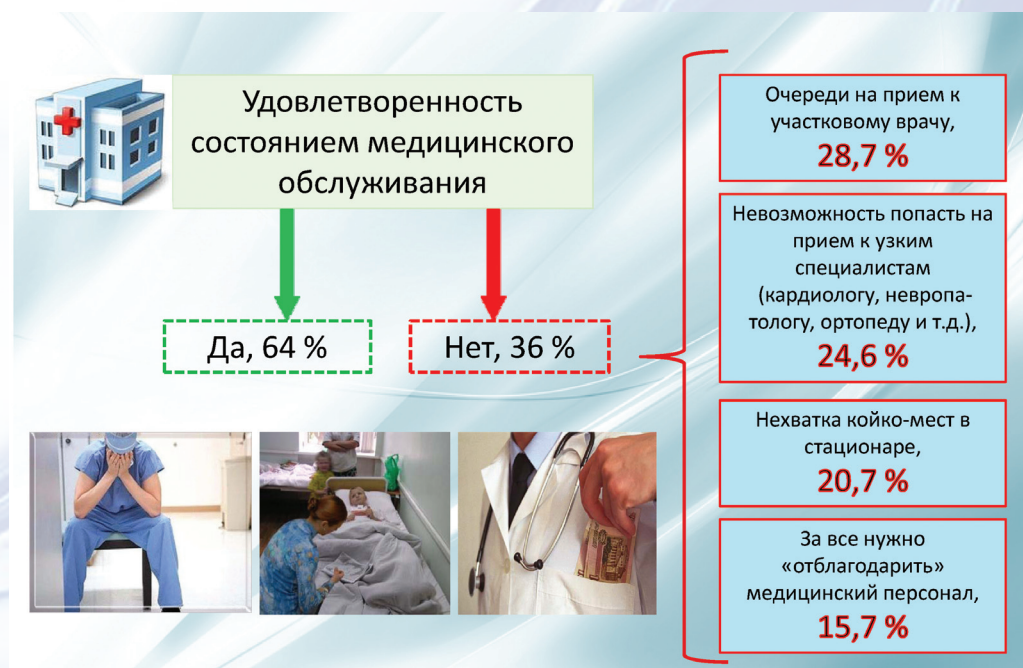 Удовлетворенность
состоянием медицинского
обслуживания
Да, 64 %
Нет, 36 %
Очереди на прием к
участковому врачу,
28,7 %
Невозможность попасть на
прием к узким
специалистам
(кардиологу, невропа-
тологу, ортопеду и т.д.),
24,6 %
Нехватка койко-мест в
стационаре,
20,7 %
За все нужно
«отблагодарить»
медицинский персонал,
15,7 %